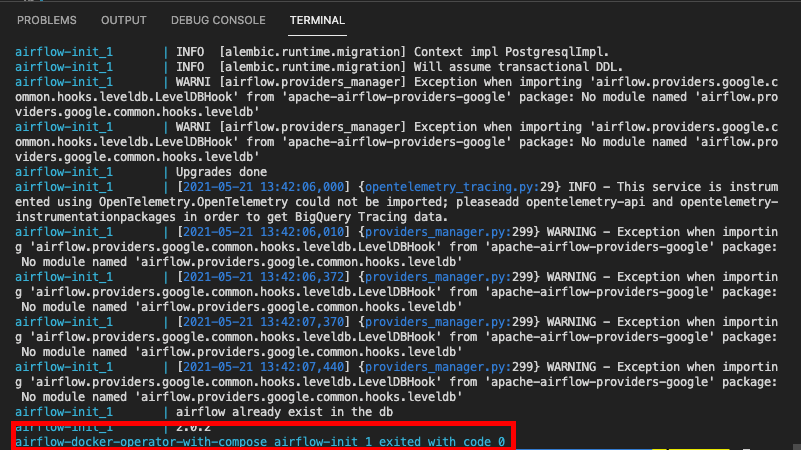 PROBLEMS OUTPUT DEBUG CONSOLE TERMINAL
airflow-init_1 | INFO [alembic.runtime.migration] Context impl PostgresqlImpl.
airflow-init_1 | INFO [alembic.runtime.migration] Will assume transactional DDL.
airflow-init_1 | WARNI [airflow.providers_manager] Exception when importing 'airflow.providers.google.c
ommon.hooks.leveldb.LevelDBHook' from 'apache-airflow-providers-google' package: No module named 'airflow.pro
viders.google.common.hooks.leveldb'
airflow-init_1 | WARNI [airflow.providers_manager] Exception when importing 'airflow.providers.google.c
ommon.hooks.leveldb.LevelDBHook' from 'apache-airflow-providers-google' package: No module named 'airflow.pro
viders.google.common.hooks.leveldb'
airflow-init_1 | Upgrades done
airflow-init_1 | [2021-05-21 13:42:06,000] {opentelemetry_tracing.py:29} INFO - This service is instrum
ented using OpenTelemetry.OpenTelemetry could not be imported; pleaseadd opentelemetry-api and opentelemetry-
instrumentationpackages in order to get BigQuery Tracing data.
airflow-init_1 | [2021-05-21 13:42:06,010] {providers_manager.py:299} WARNING - Exception when importin
g 'airflow.providers.google.common.hooks.leveldb.LevelDBHook' from 'apache-airflow-providers-google' package:
No module named 'airflow.providers.google.common.hooks.leveldb'
airflow-init_1 | [2021-05-21 13:42:06,372] {providers_manager.py:299} WARNING - Exception when importin
g 'airflow.providers.google.common.hooks.leveldb.LevelDBHook' from 'apache-airflow-providers-google' package:
No module named 'airflow.providers.google.common.hooks.leveldb'
airflow-init_1 | [2021-05-21 13:42:07,370] {providers_manager.py:299} WARNING - Exception when importin
g 'airflow.providers.google.common.hooks.leveldb.LevelDBHook' from 'apache-airflow-providers-google' package:
No module named 'airflow.providers.google.common.hooks.leveldb'
airflow-init_1 | [2021-05-21 13:42:07,440] {providers_manager.py:299} WARNING - Exception when importin
g 'airflow.providers.google.common.hooks.leveldb.LevelDBHook' from 'apache-airflow-providers-google' package:
No module named 'airflow.providers.google.common.hooks.leveldb'
airflow-init_1 | airflow already exist in the db
airflow-init_1 | 2.0.2
airflow-docker-operator-with-compose_airflow-init_1 exited with code 0